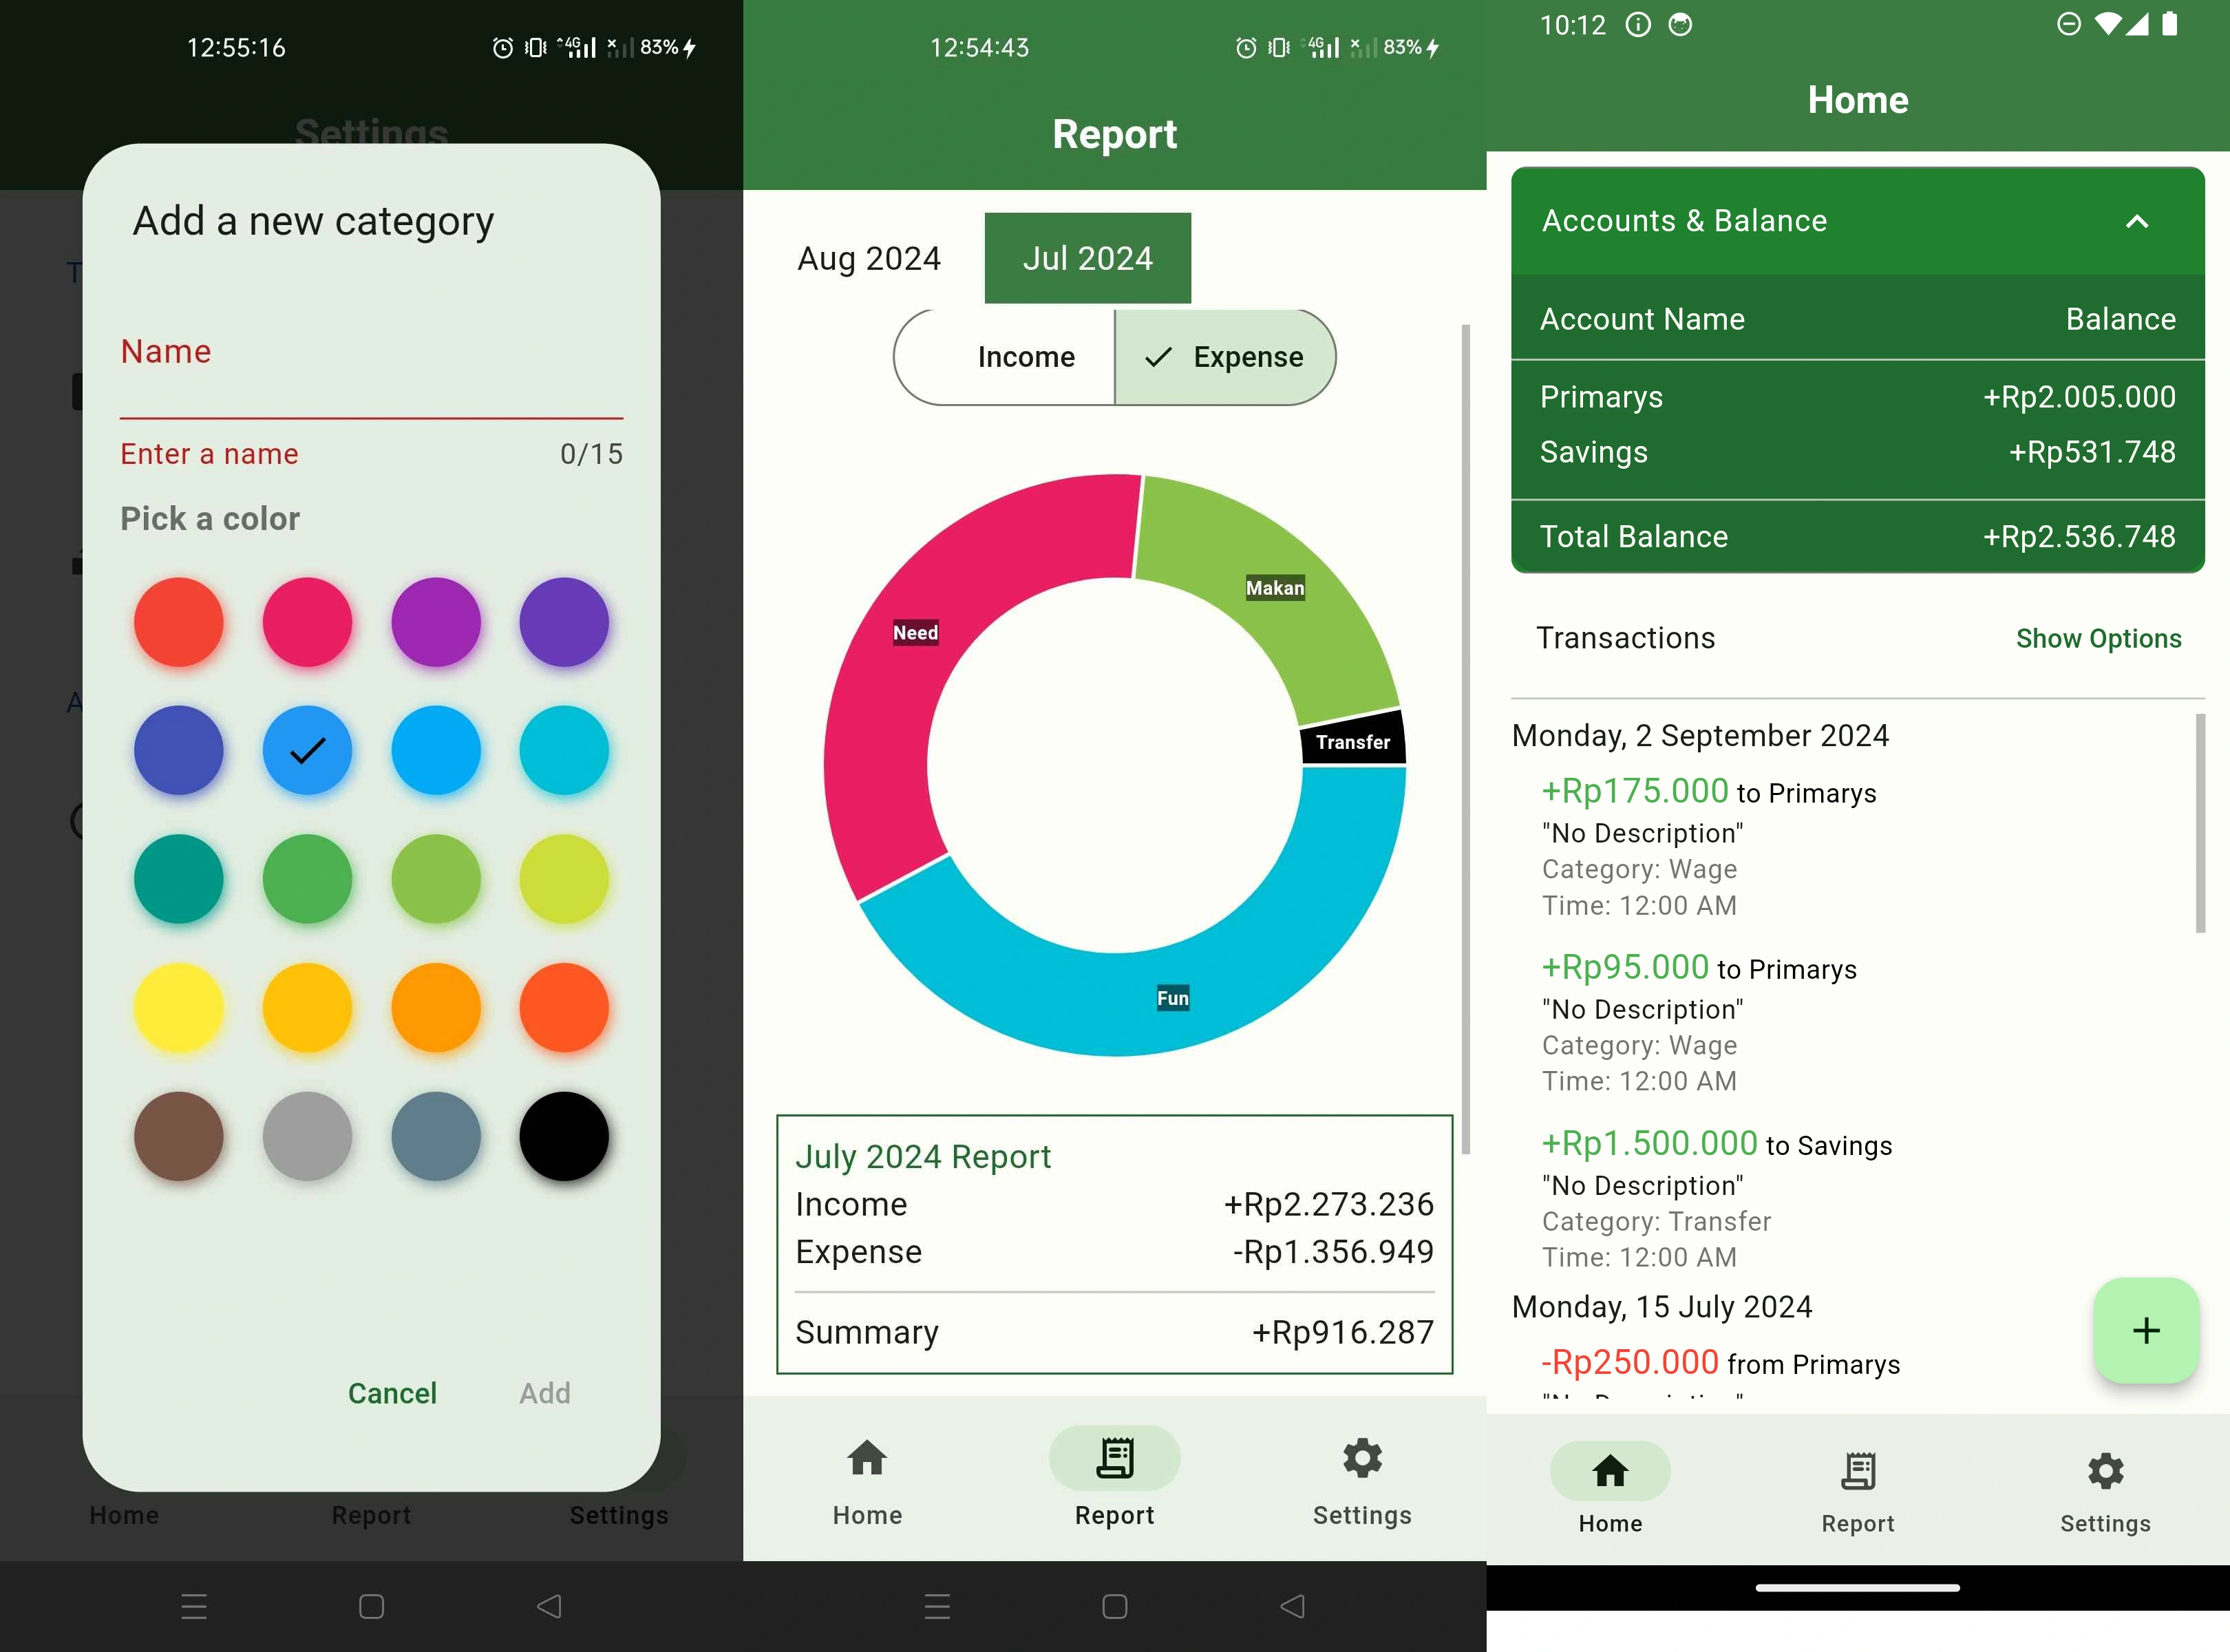 12:55:16
4G
83%
Settings
Add a new category
Name
Enter a name 0/15
Pick a color
Cancel Add
Home Report Settings
12:54:43
4G
83%
Report
Aug 2024 Jul 2024
Income Expense
Makan
Need
Transfer
Fun
July 2024 Report
Income +Rp2.273.236
Expense -Rp1.356.949
Summary +Rp916.287
Home Report Settings
10:12
Home
Accounts & Balance
Account Name Balance
Primarys +Rp2.005.000
Savings +Rp531.748
Total Balance +Rp2.536.748
Transactions Show Options
Monday, 2 September 2024
+Rp175.000 to Primarys
"No Description"
Category: Wage
Time: 12:00 AM
+Rp95.000 to Primarys
"No Description"
Category: Wage
Time: 12:00 AM
+Rp1.500.000 to Savings
"No Description"
Category: Transfer
Time: 12:00 AM
Monday, 15 July 2024
-Rp250.000 from Primarys
Home Report Settings